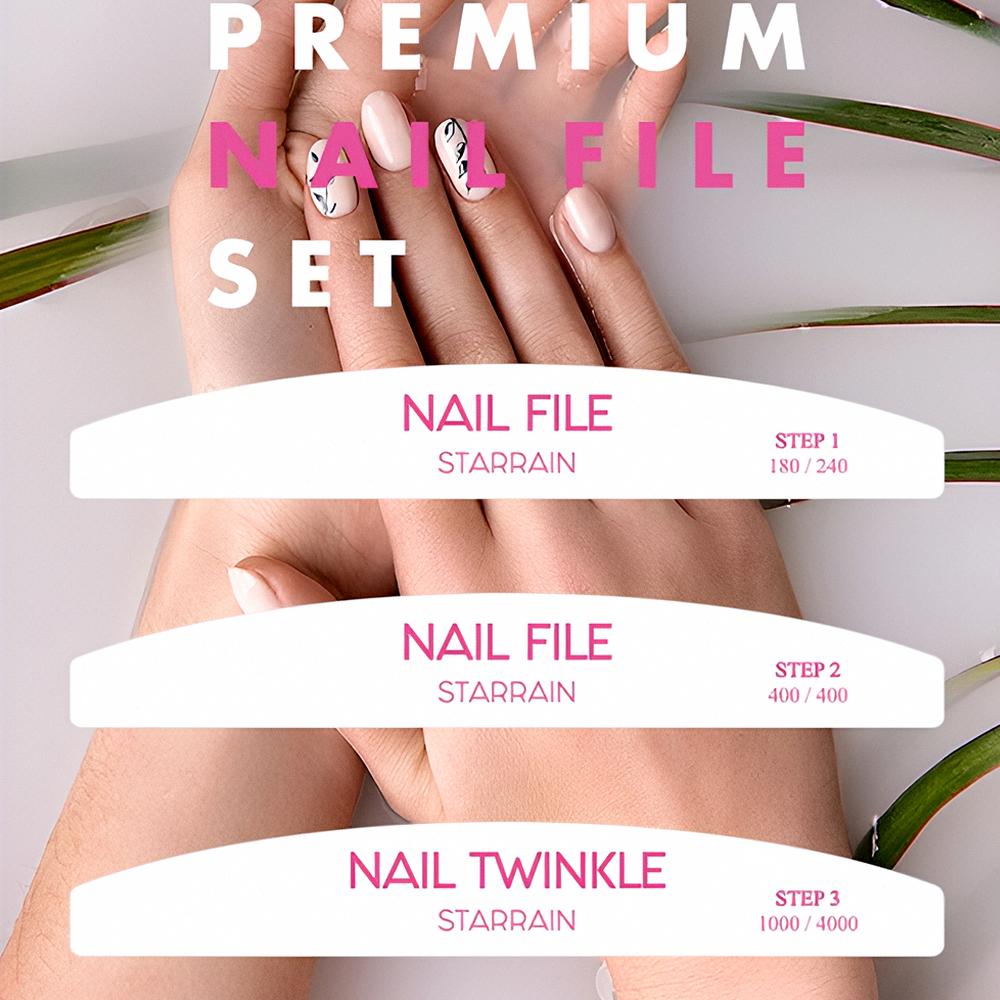 PREMIUM
NAIL FILE
SET
NAIL FILE
STARRAIN
STEP 1
180 / 240
NAIL FILE
STARRAIN
STEP 2
400 / 400
NAIL TWINKLE
STARRAIN
STEP 3
1000 / 4000